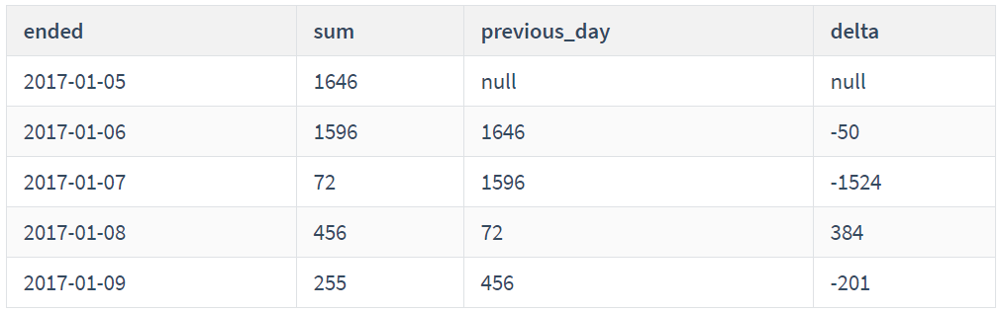 ended sum previous_day delta
2017-01-05 1646 null null
2017-01-06 1596 1646 -50
2017-01-07 72 1596 -1524
2017-01-08 456 72 384
2017-01-09 255 456 -201